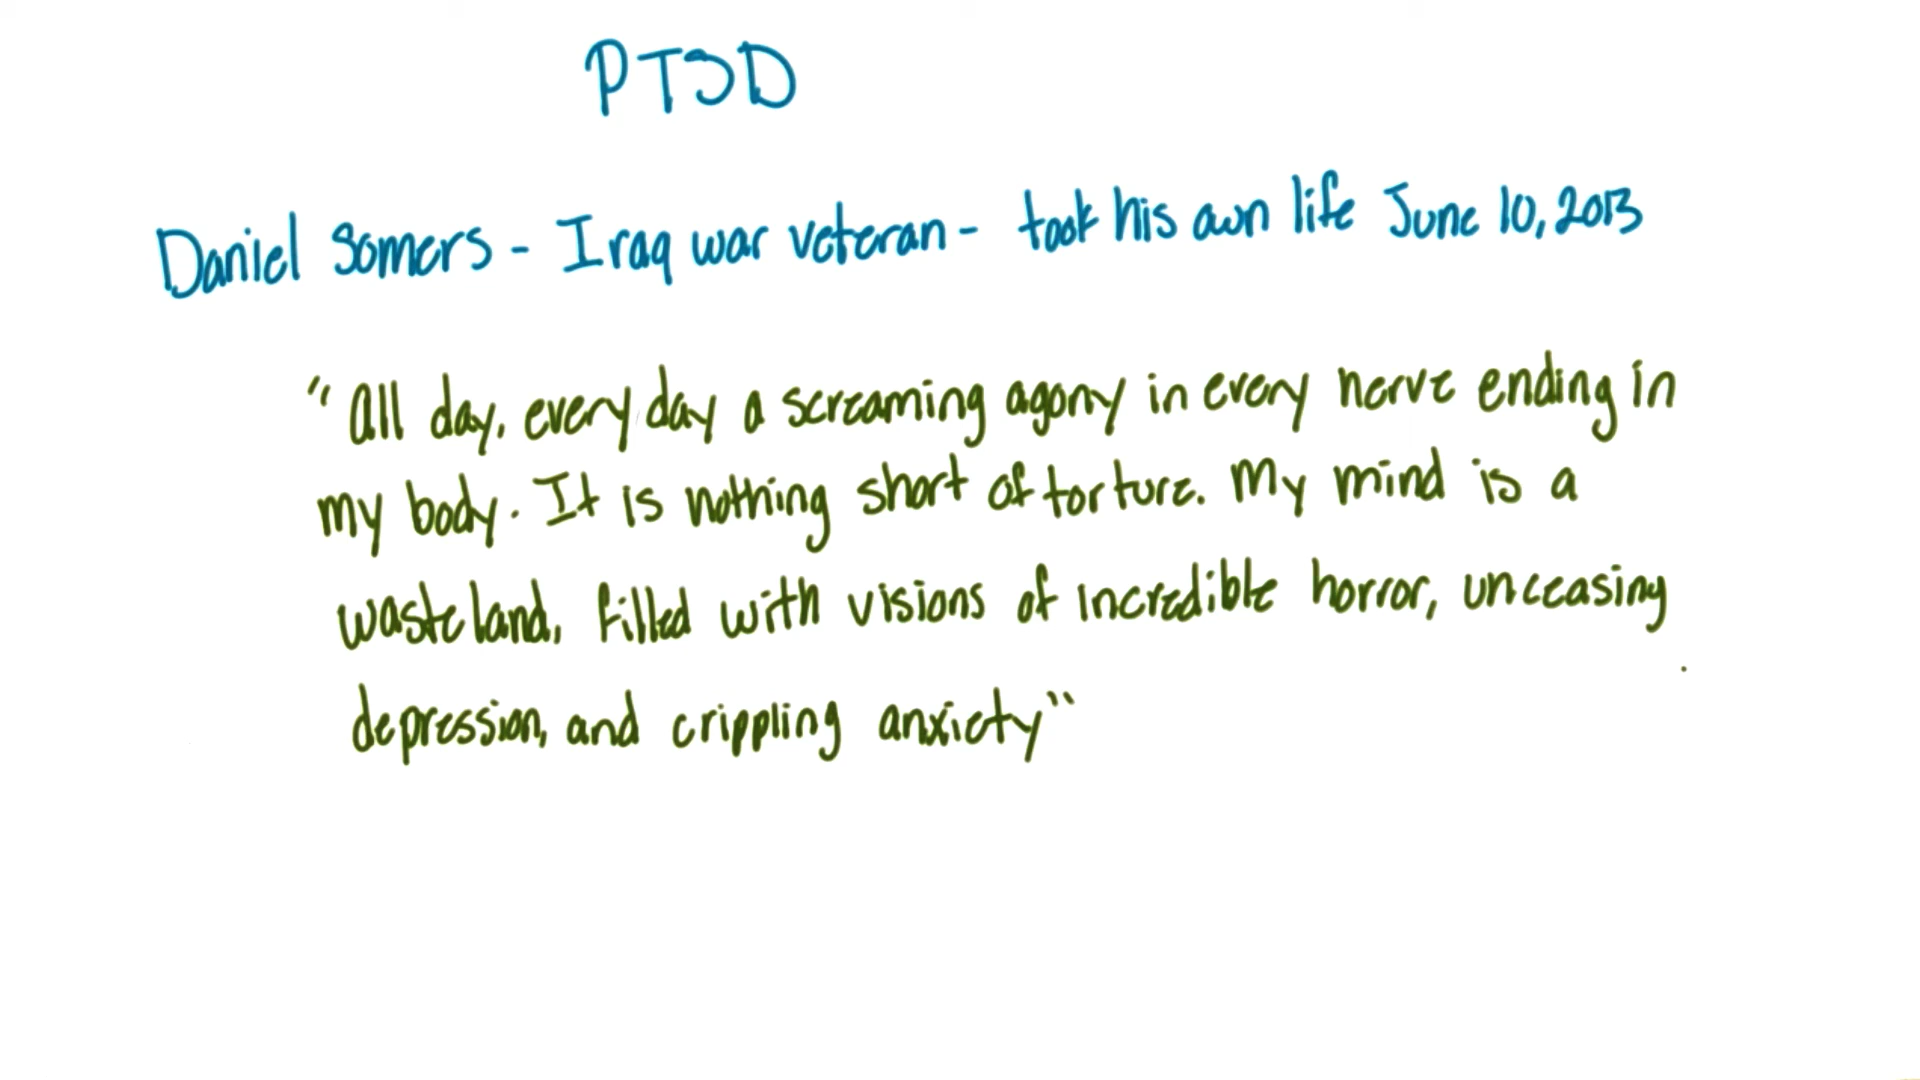 PTSD
Daniel Somers - Iraq war veteran - took his own life June 10, 2013
"All day, every day a screaming agony in every nerve ending in
my body. It is nothing short of torture. My mind is a
wasteland, filled with visions of incredible horror, unceasing
depression, and crippling anxiety"